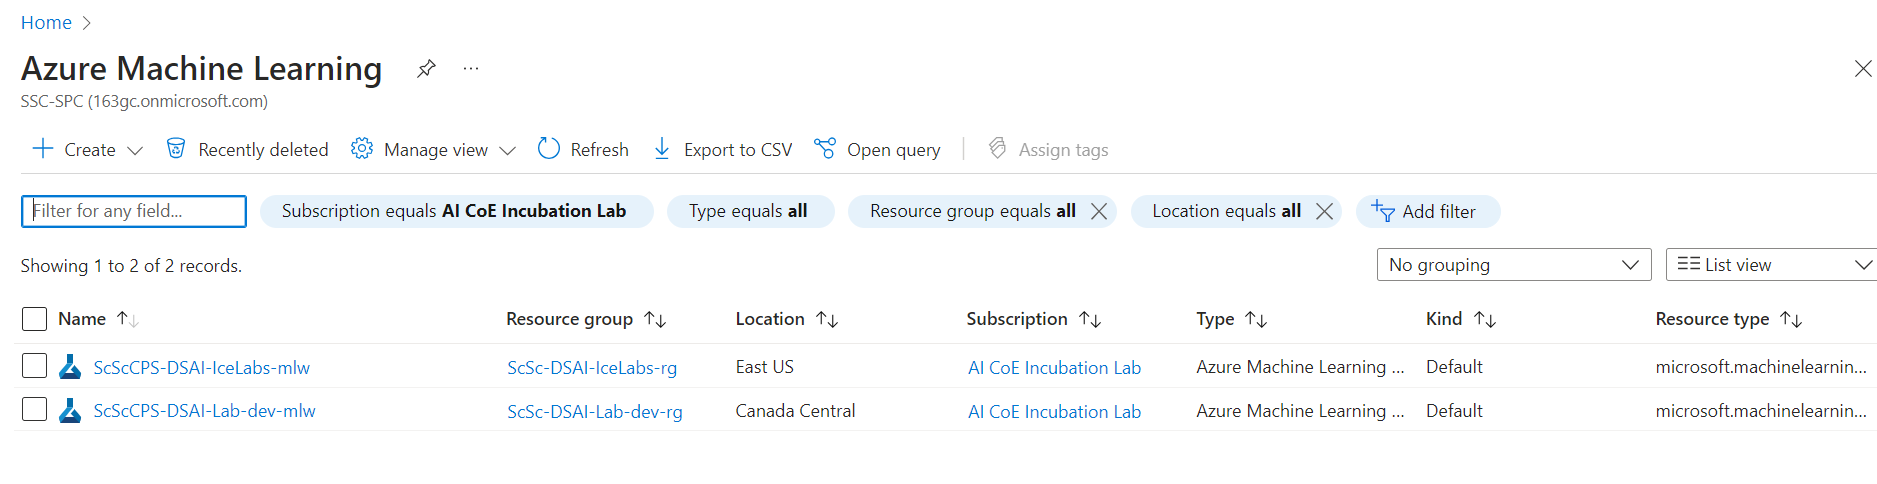 Home
Azure Machine Learning
SSC-SPC (163gc.onmicrosoft.com)
Create Recently deleted Manage view Refresh Export to CSV Open query Assign tags
Filter for any field... Subscription equals AI CoE Incubation Lab Type equals all Resource group equals all Location equals all Add filter
Showing 1 to 2 of 2 records. No grouping List view
Name Resource group Location Subscription Type Kind Resource type
ScScCPS-DSAI-IceLabs-mlw ScSc-DSAI-IceLabs-rg East US AI CoE Incubation Lab Azure Machine Learning ... Default microsoft.machinelearnin...
ScScCPS-DSAI-Lab-dev-mlw ScSc-DSAI-Lab-dev-rg Canada Central AI CoE Incubation Lab Azure Machine Learning ... Default microsoft.machinelearnin...